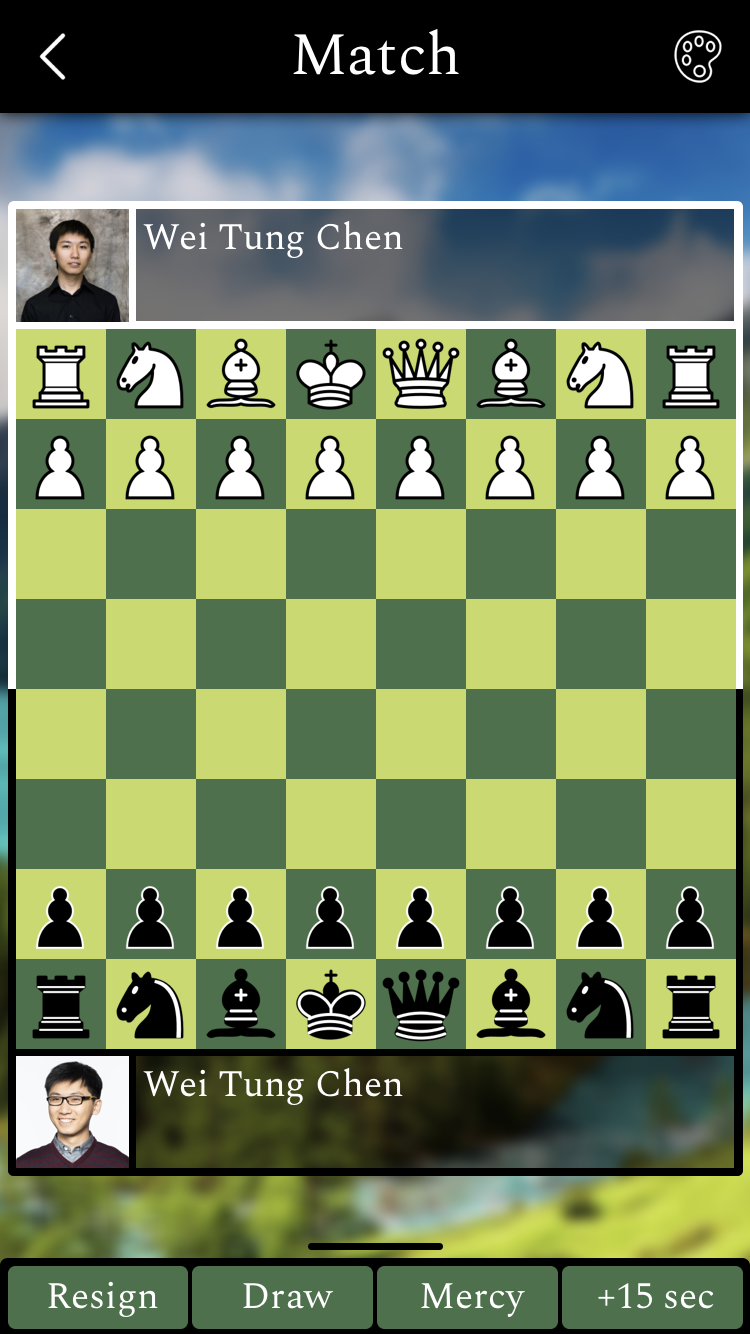 Match
Wei Tung Chen
Wei Tung Chen
Resign
Draw
Mercy
+15 sec